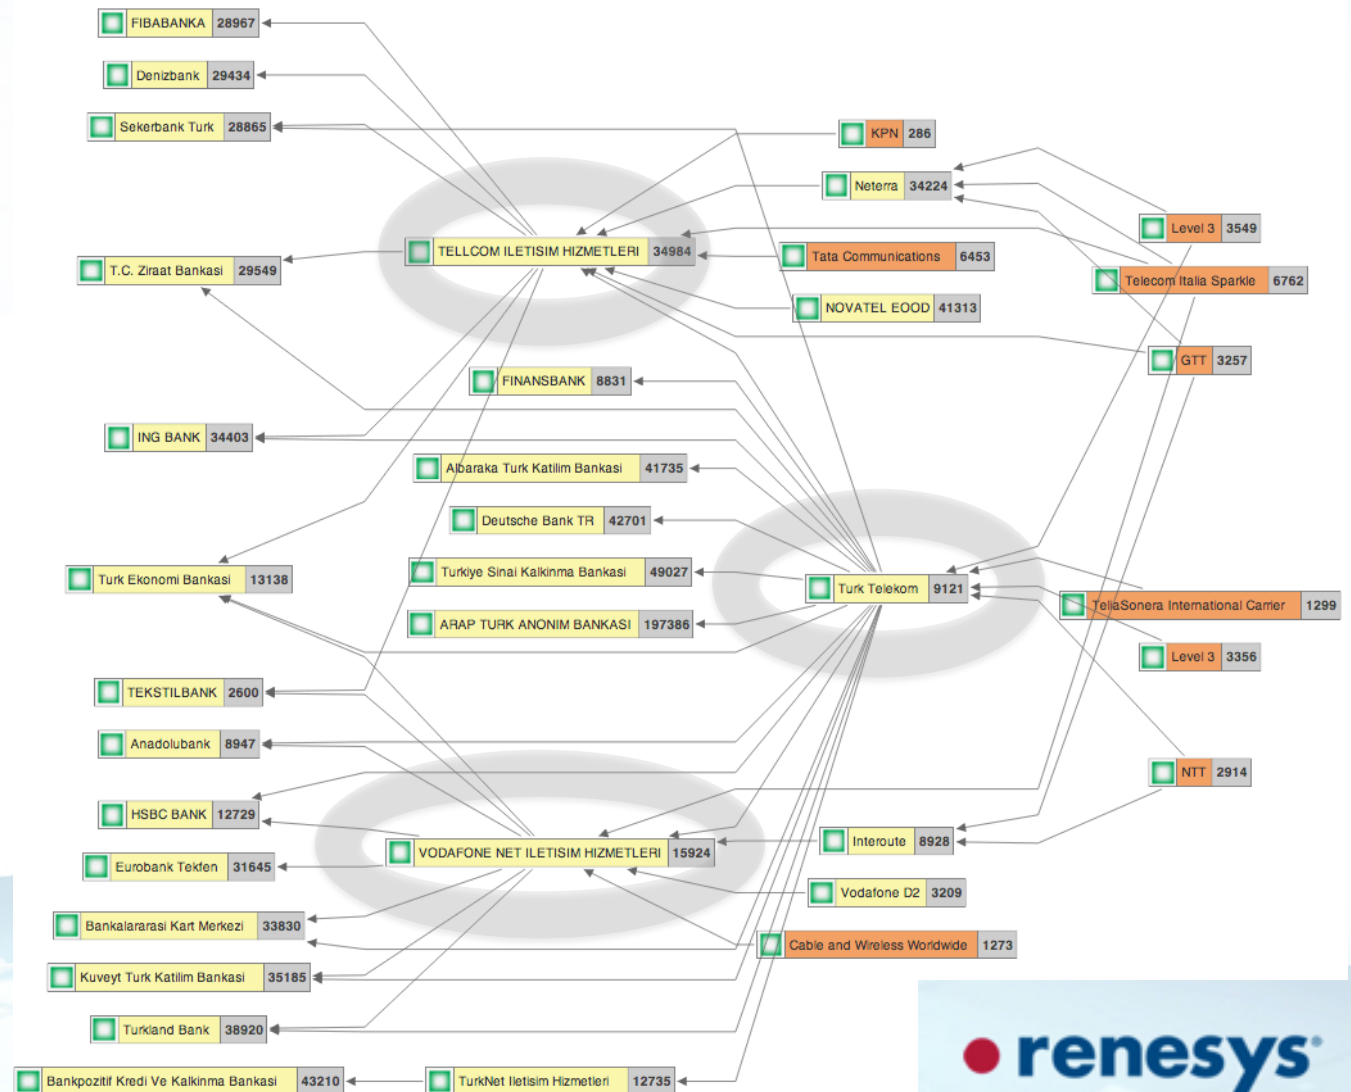 FIBABANKA 28967
Denizbank 29434
Sekerbank Turk 28865
KPN 286
Neterra 34224
Level 3 3549
TELLCOM ILETISIM HIZMETLERI 34984
Tata Communications 6453
T.C. Ziraat Bankasi 29549
Telecom Italia Sparkle 6762
NOVATEL EOOD 41313
GTT 3257
FINANSBANK 8831
ING BANK 34403
Albaraka Turk Katilim Bankasi 41735
Deutsche Bank TR 42701
Turk Ekonomi Bankasi 13138
Turkiye Sinai Kalkinma Bankasi 49027
Turk Telekom 9121
TeliaSonera International Carrier 1299
ARAP TURK ANONIM BANKASI 197386
Level 3 3356
TEKSTILBANK 2600
Anadolubank 8947
NTT 2914
HSBC BANK 12729
Interoute 8928
VODAFONE NET ILETISIM HIZMETLERI 15924
Eurobank Tekfen 31645
Vodafone D2 3209
Bankalararasi Kart Merkezi 33830
Cable and Wireless Worldwide 1273
Kuveyt Turk Katilim Bankasi 35185
Turkland Bank 38920
renesys
Bankpozitif Kredi Ve Kalkinma Bankasi 43210
TurkNet Iletisim Hizmetleri 12735